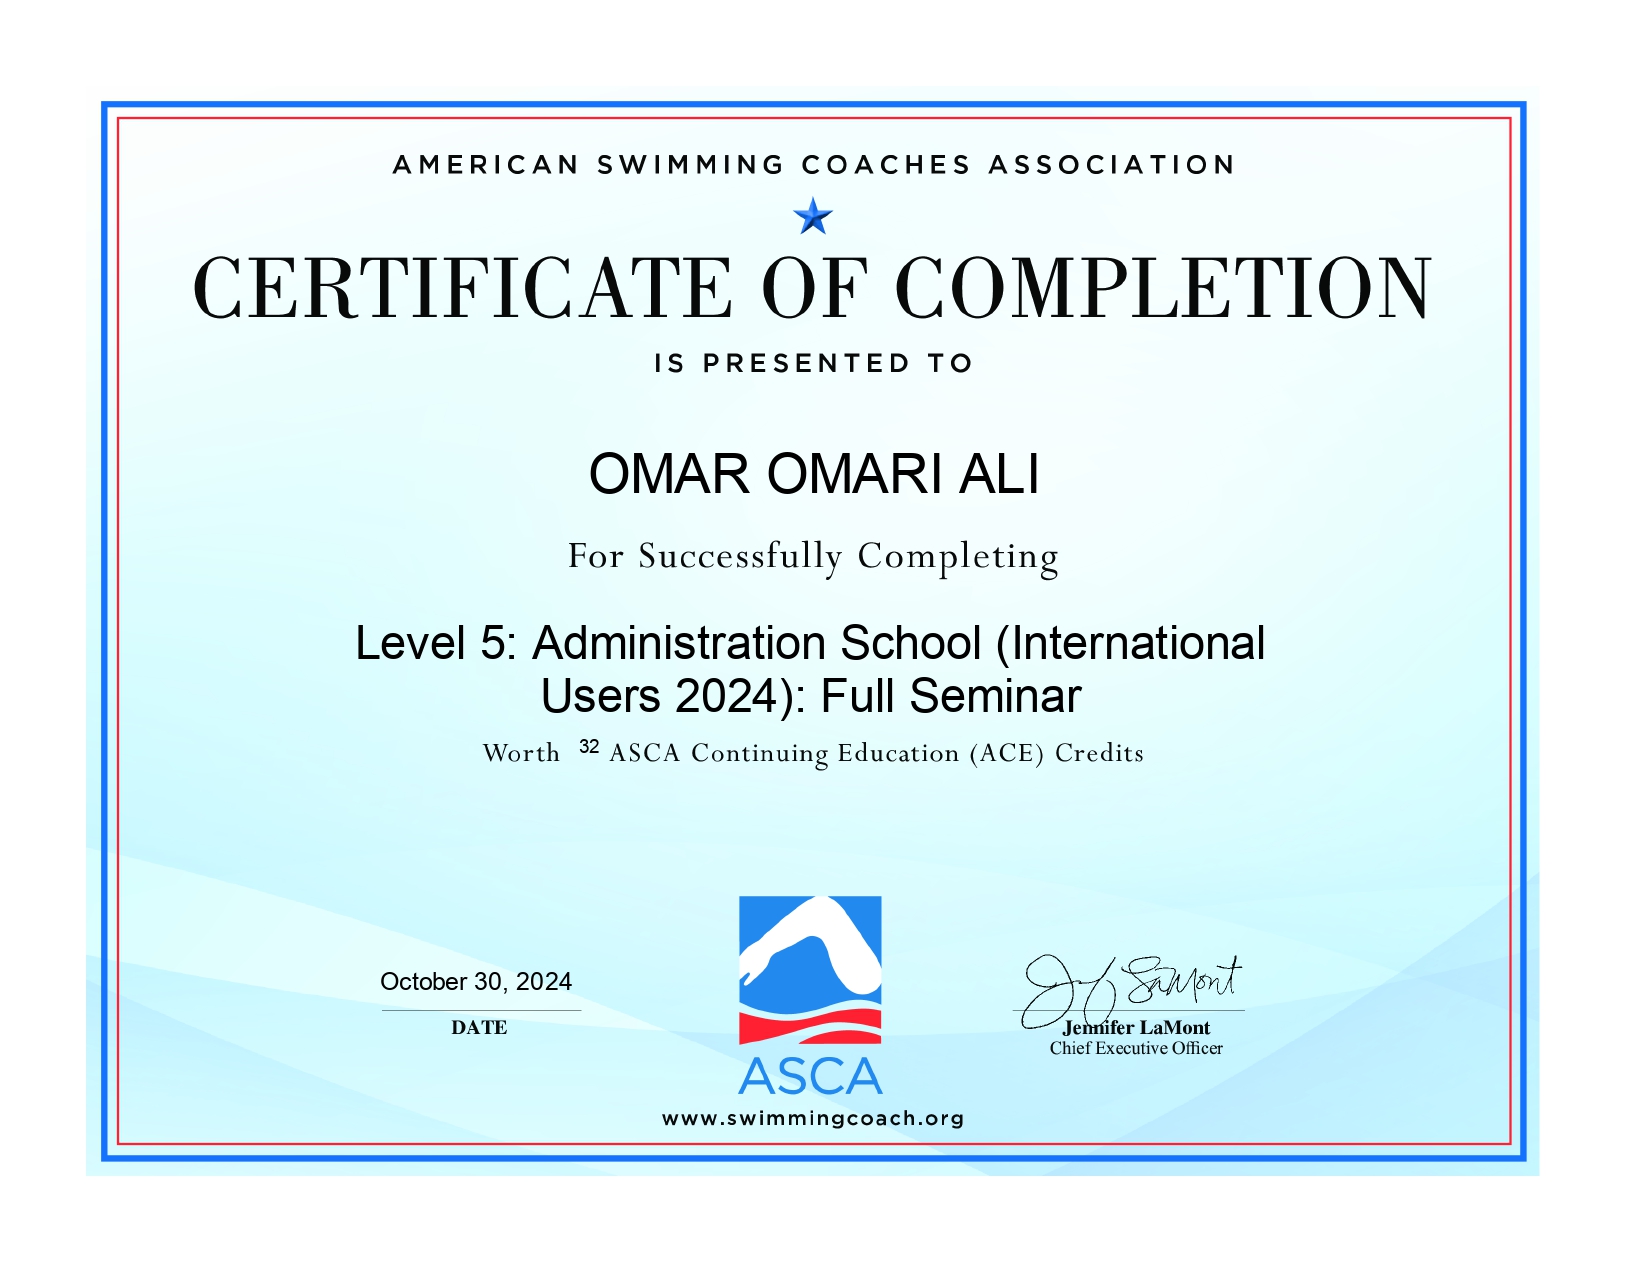 AMERICAN SWIMMING COACHES ASSOCIATION
CERTIFICATE OF COMPLETION
IS PRESENTED TO
OMAR OMARI ALI
For Successfully Completing
Level 5: Administration School (International
Users 2024): Full Seminar
Worth 32 ASCA Continuing Education (ACE) Credits
October 30, 2024
DATE
Jennifer LaMont
Chief Executive Officer
ASCA
www.swimmingcoach.org